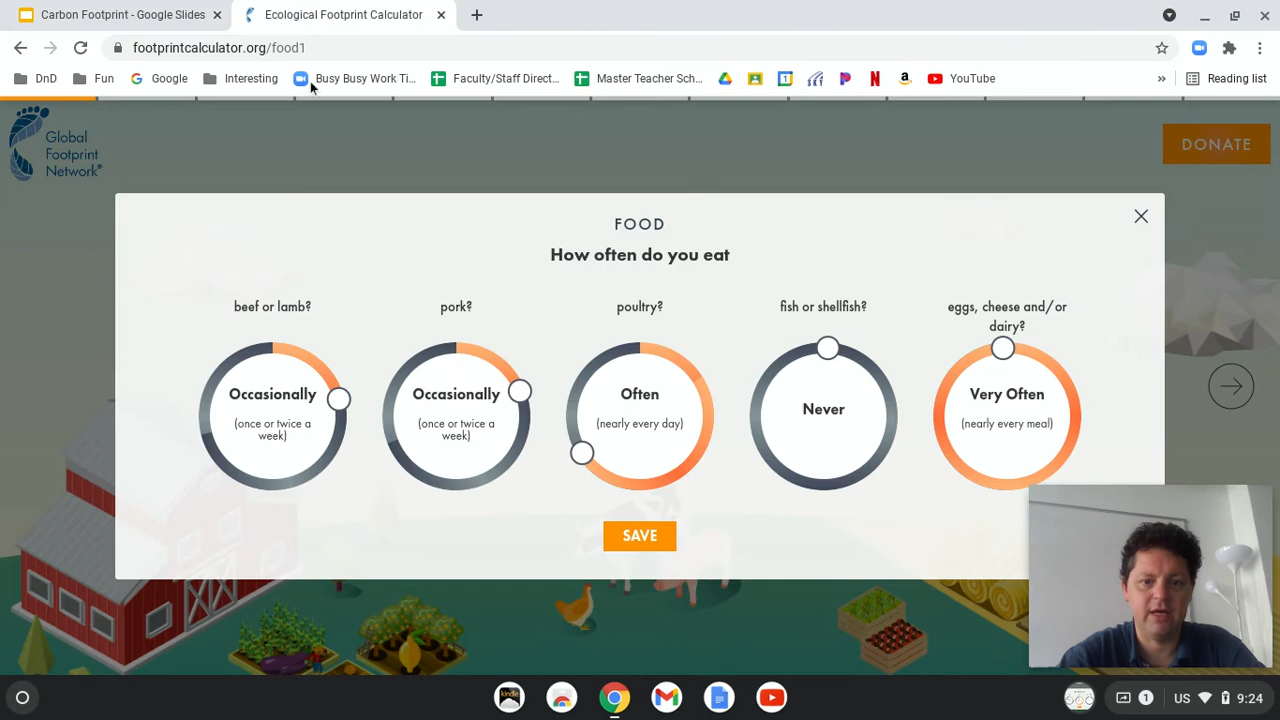 Carbon Footprint - Google Slides
Ecological Footprint Calculator
footprintcalculator.org/food1
DnD
Fun
Google
Interesting
Busy Busy Work Ti...
Faculty/Staff Direct...
Master Teacher Sch...
YouTube
»
Reading list
Global
Footprint
Network®
DONATE
FOOD
How often do you eat
beef or lamb?
pork?
poultry?
fish or shellfish?
eggs, cheese and/or
dairy?
Occasionally
(once or twice a
week)
Occasionally
(once or twice a
week)
Often
(nearly every day)
Never
Very Often
(nearly every meal)
SAVE
kindle
1
US
9:24